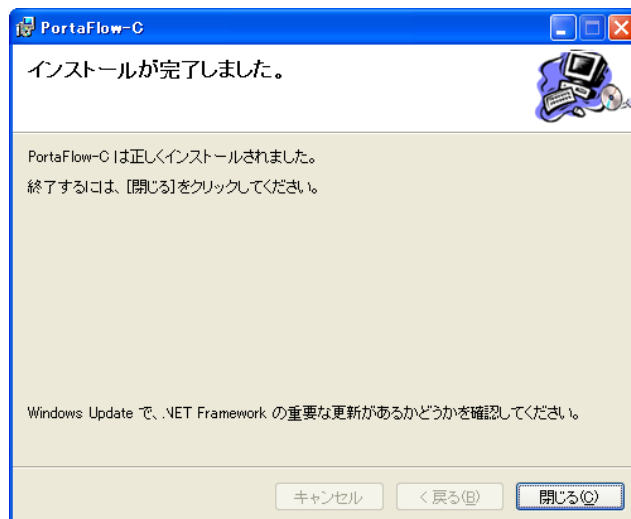 PortaFlow-C
インストールが完了しました。
PortaFlow-C は正しくインストールされました。
終了するには、[閉じる]をクリックしてください。
Windows Update で、.NET Framework の重要な更新があるかどうかを確認してください。
キャンセル
< 戻る(B)
閉じる(C)